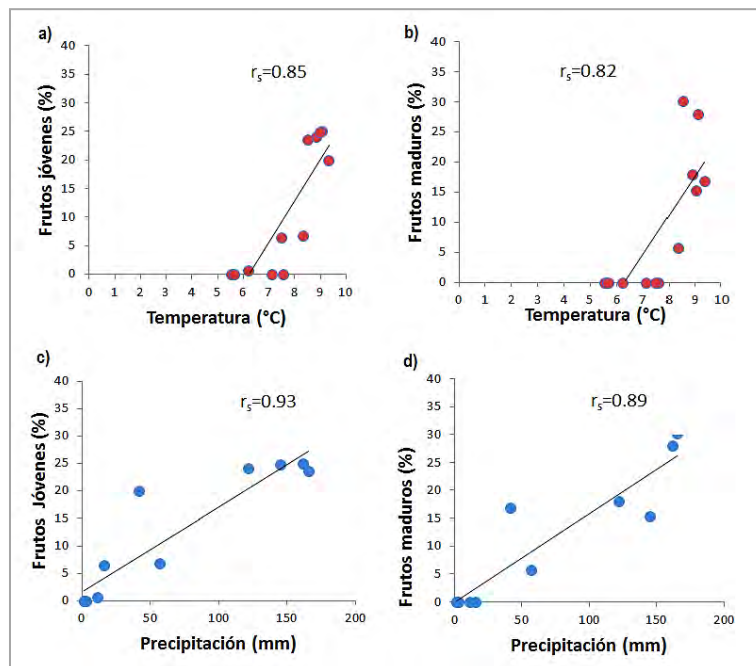 a)
r_s=0.85
Frutos jóvenes (%)
40
35
30
25
20
15
10
5
0
0 1 2 3 4 5 6 7 8 9 10
Temperatura (°C)
b)
r_s=0.82
Frutos maduros (%)
40
35
30
25
20
15
10
5
0
0 1 2 3 4 5 6 7 8 9 10
Temperatura (°C)
c)
r_s=0.93
Frutos Jóvenes (%)
40
35
30
25
20
15
10
5
0
0 50 100 150 200
Precipitación (mm)
d)
r_s=0.89
Frutos maduros (%)
40
35
30
25
20
15
10
5
0
0 50 100 150 200
Precipitación (mm)